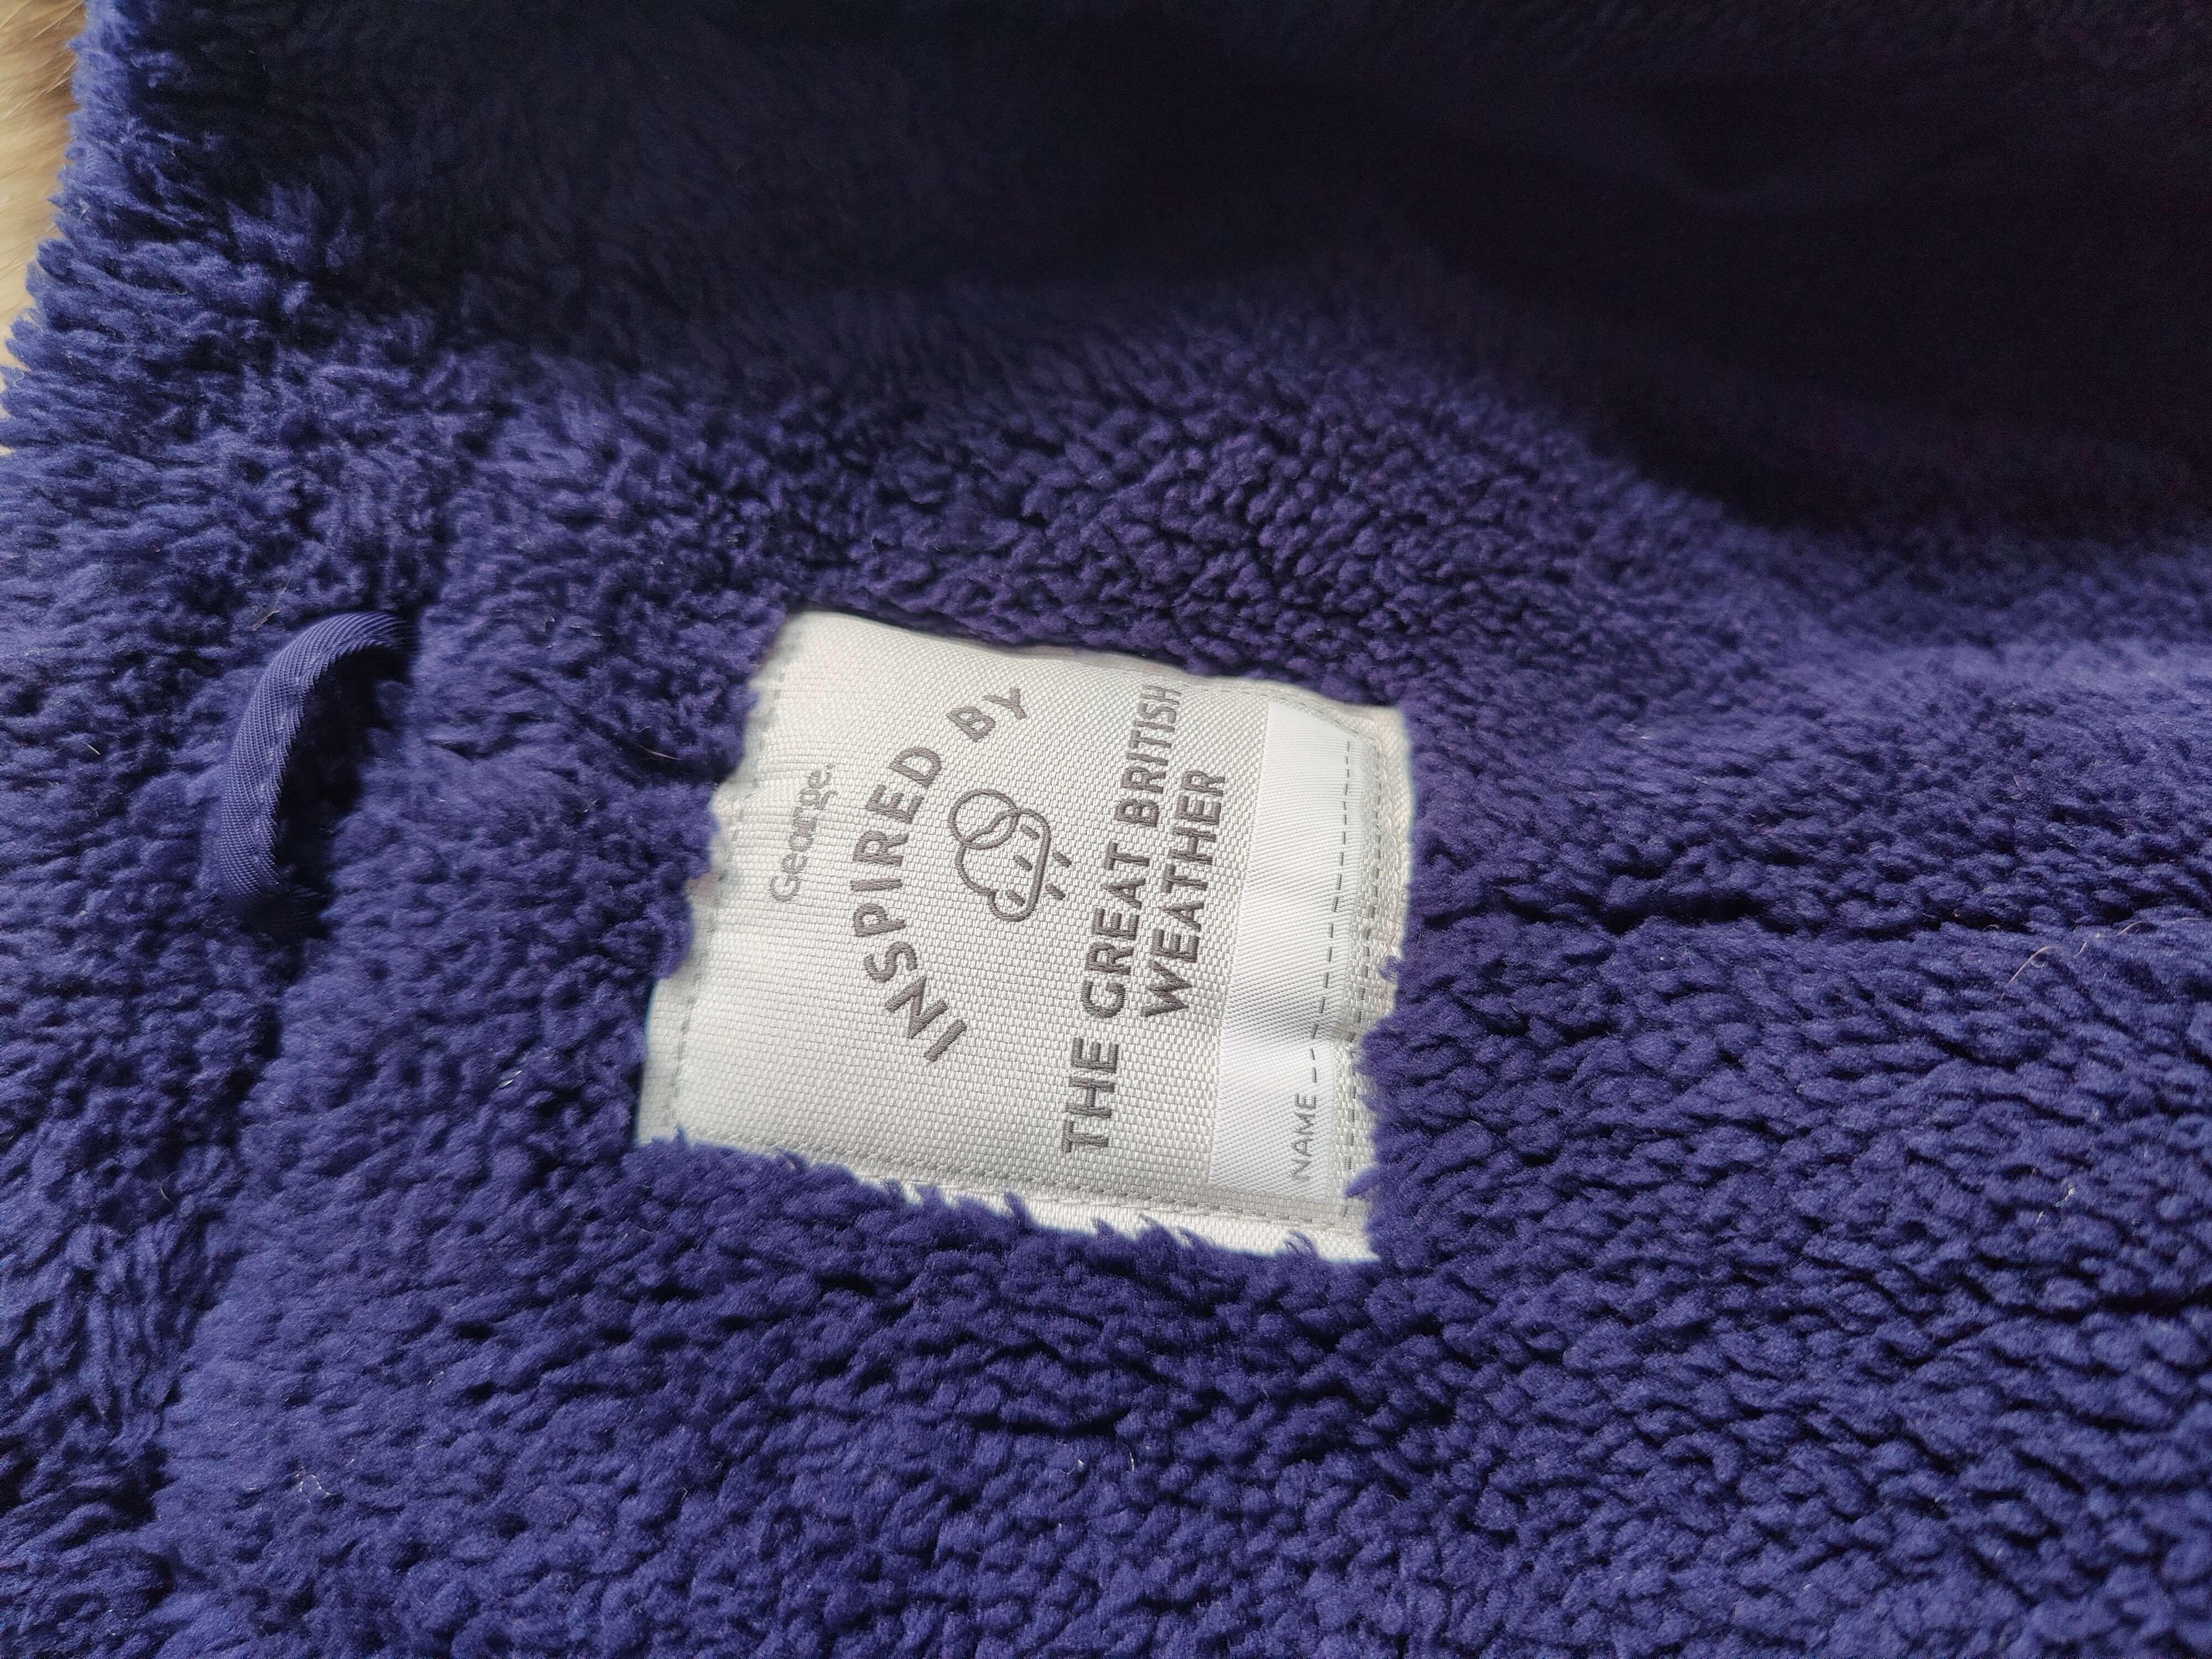 George.
INSPIRED BY
THE GREAT BRITISH
WEATHER
NAME